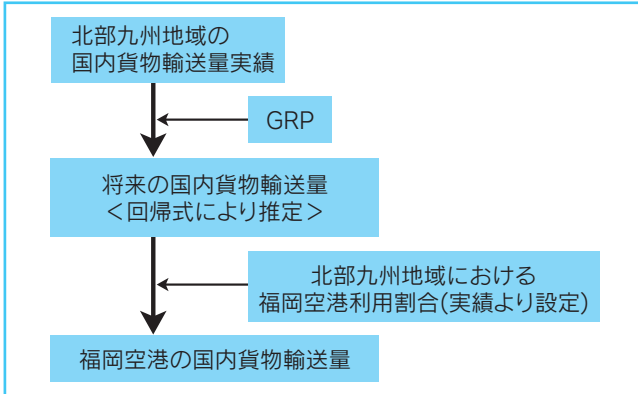 北部九州地域の
国内貨物輸送量実績
GRP
将来の国内貨物輸送量
＜回帰式により推定＞
北部九州地域における
福岡空港利用割合(実績より設定)
福岡空港の国内貨物輸送量